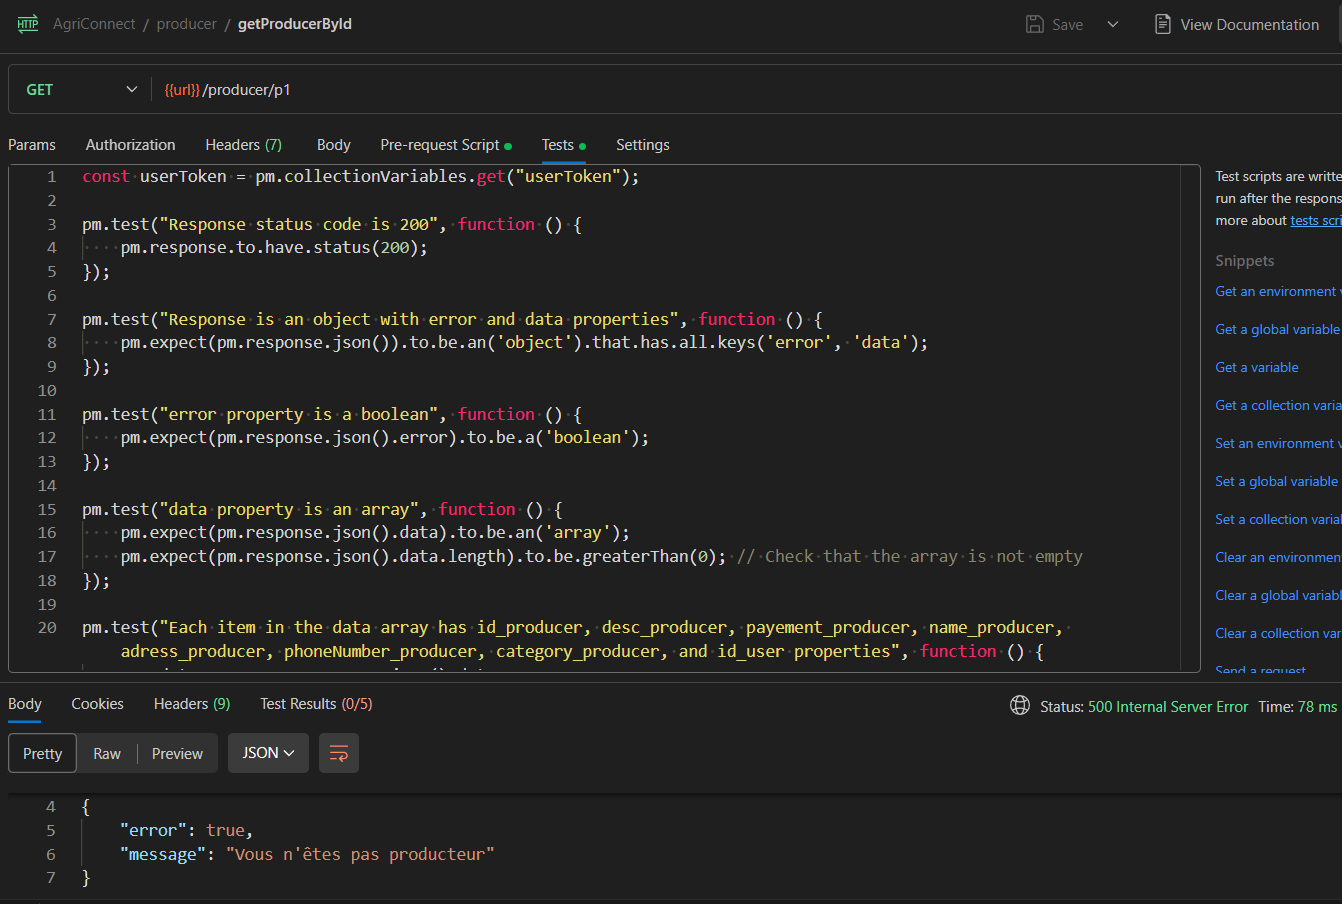 HTTP AgriConnect / producer / getProducerById Save View Documentation
GET {{url}}/producer/p1
Params Authorization Headers (7) Body Pre-request Script Tests Settings
1 const userToken = pm.collectionVariables.get("userToken");
2
3 pm.test("Response status code is 200", function () {
4 pm.response.to.have.status(200);
5 });
6
7 pm.test("Response is an object with error and data properties", function () {
8 pm.expect(pm.response.json()).to.be.an('object').that.has.all.keys('error', 'data');
9 });
10
11 pm.test("error property is a boolean", function () {
12 pm.expect(pm.response.json().error).to.be.a('boolean');
13 });
14
15 pm.test("data property is an array", function () {
16 pm.expect(pm.response.json().data).to.be.an('array');
17 pm.expect(pm.response.json().data.length).to.be.greaterThan(0); // Check that the array is not empty
18 });
19
20 pm.test("Each item in the data array has id_producer, desc_producer, payement_producer, name_producer,
adress_producer, phoneNumber_producer, category_producer, and id_user properties", function () {
Test scripts are writte
run after the respons
more about tests scri
Snippets
Get an environment v
Get a global variable
Get a variable
Get a collection varia
Set an environment v
Set a global variable
Set a collection varial
Clear an environmen
Clear a global variabl
Clear a collection var
Send a request
Body Cookies Headers (9) Test Results (0/5) Status: 500 Internal Server Error Time: 78 ms
Pretty Raw Preview JSON
4 {
5 "error": true,
6 "message": "Vous n'êtes pas producteur"
7 }